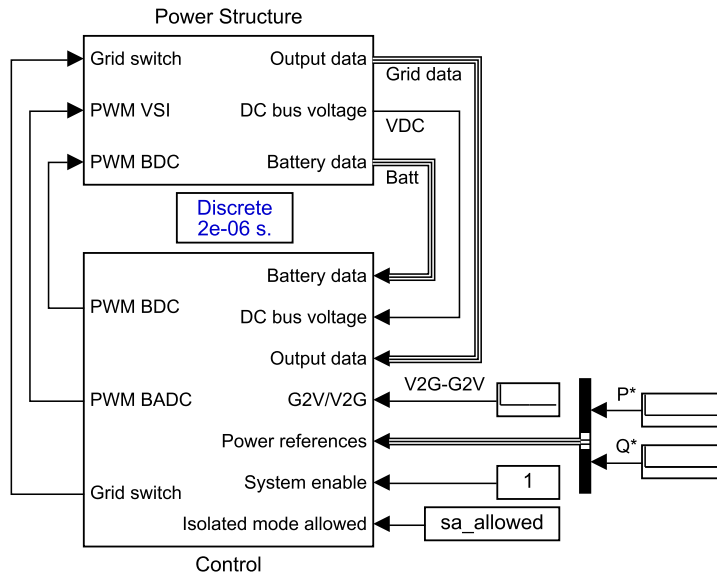 Power Structure
Grid switch
Output data
Grid data
PWM VSI
DC bus voltage
VDC
PWM BDC
Battery data
Batt
Discrete
2e-06 s.
Battery data
PWM BDC
DC bus voltage
Output data
V2G-G2V
P*
PWM BADC
G2V/V2G
Power references
Q*
System enable
1
Grid switch
Isolated mode allowed
sa_allowed
Control